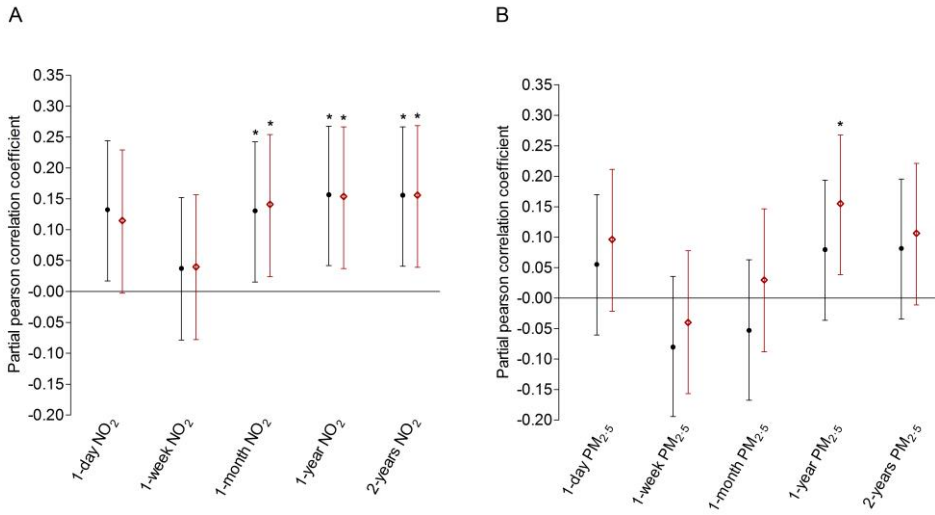 A
Partial pearson correlation coefficient
0.35
0.30
0.25
0.20
0.15
0.10
0.05
-0.00
-0.05
-0.10
-0.15
-0.20
* * * * * *
1-day NO2
1-week NO2
1-month NO2
1-year NO2
2-years NO2
B
Partial pearson correlation coefficient
0.35
0.30
0.25
0.20
0.15
0.10
0.05
-0.00
-0.05
-0.10
-0.15
-0.20
*
1-day PM2·5
1-week PM2·5
1-month PM2·5
1-year PM2·5
2-years PM2·5